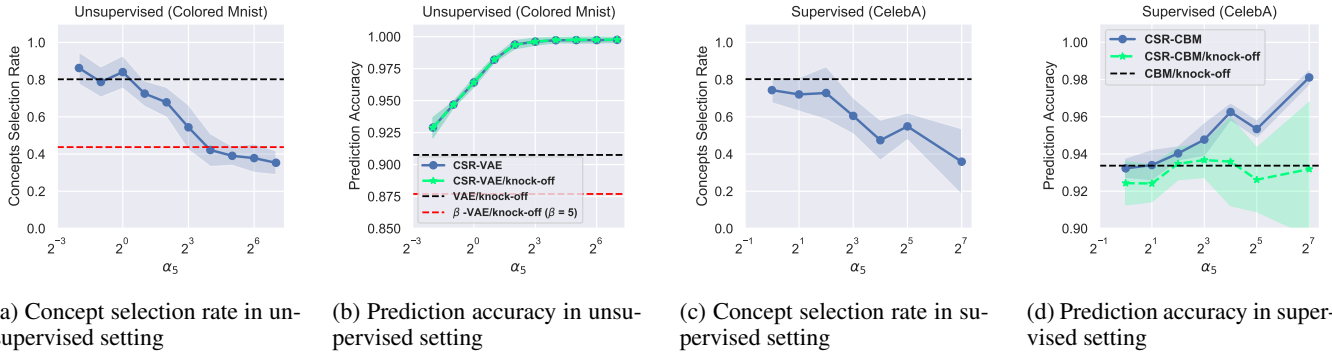 Unsupervised (Colored Mnist)
Concepts Selection Rate
1.0
0.8
0.6
0.4
0.2
0.0
2^−3
2^0
2^3
2^6
α5
Unsupervised (Colored Mnist)
Prediction Accuracy
1.000
0.975
0.950
0.925
0.900
0.875
0.850
CSR-VAE
CSR-VAE/knock-off
VAE/knock-off
β -VAE/knock-off (β = 5)
2^−3
2^0
2^3
2^6
α5
Supervised (CelebA)
Concepts Selection Rate
1.0
0.8
0.6
0.4
0.2
0.0
2^−1
2^1
2^3
2^5
2^7
α5
Supervised (CelebA)
Prediction Accuracy
1.00
0.98
0.96
0.94
0.92
0.90
CSR-CBM
CSR-CBM/knock-off
CBM/knock-off
2^−1
2^1
2^3
2^5
2^7
α5
a) Concept selection rate in un-
supervised setting
(b) Prediction accuracy in unsu-
pervised setting
(c) Concept selection rate in su-
pervised setting
(d) Prediction accuracy in super-
vised setting